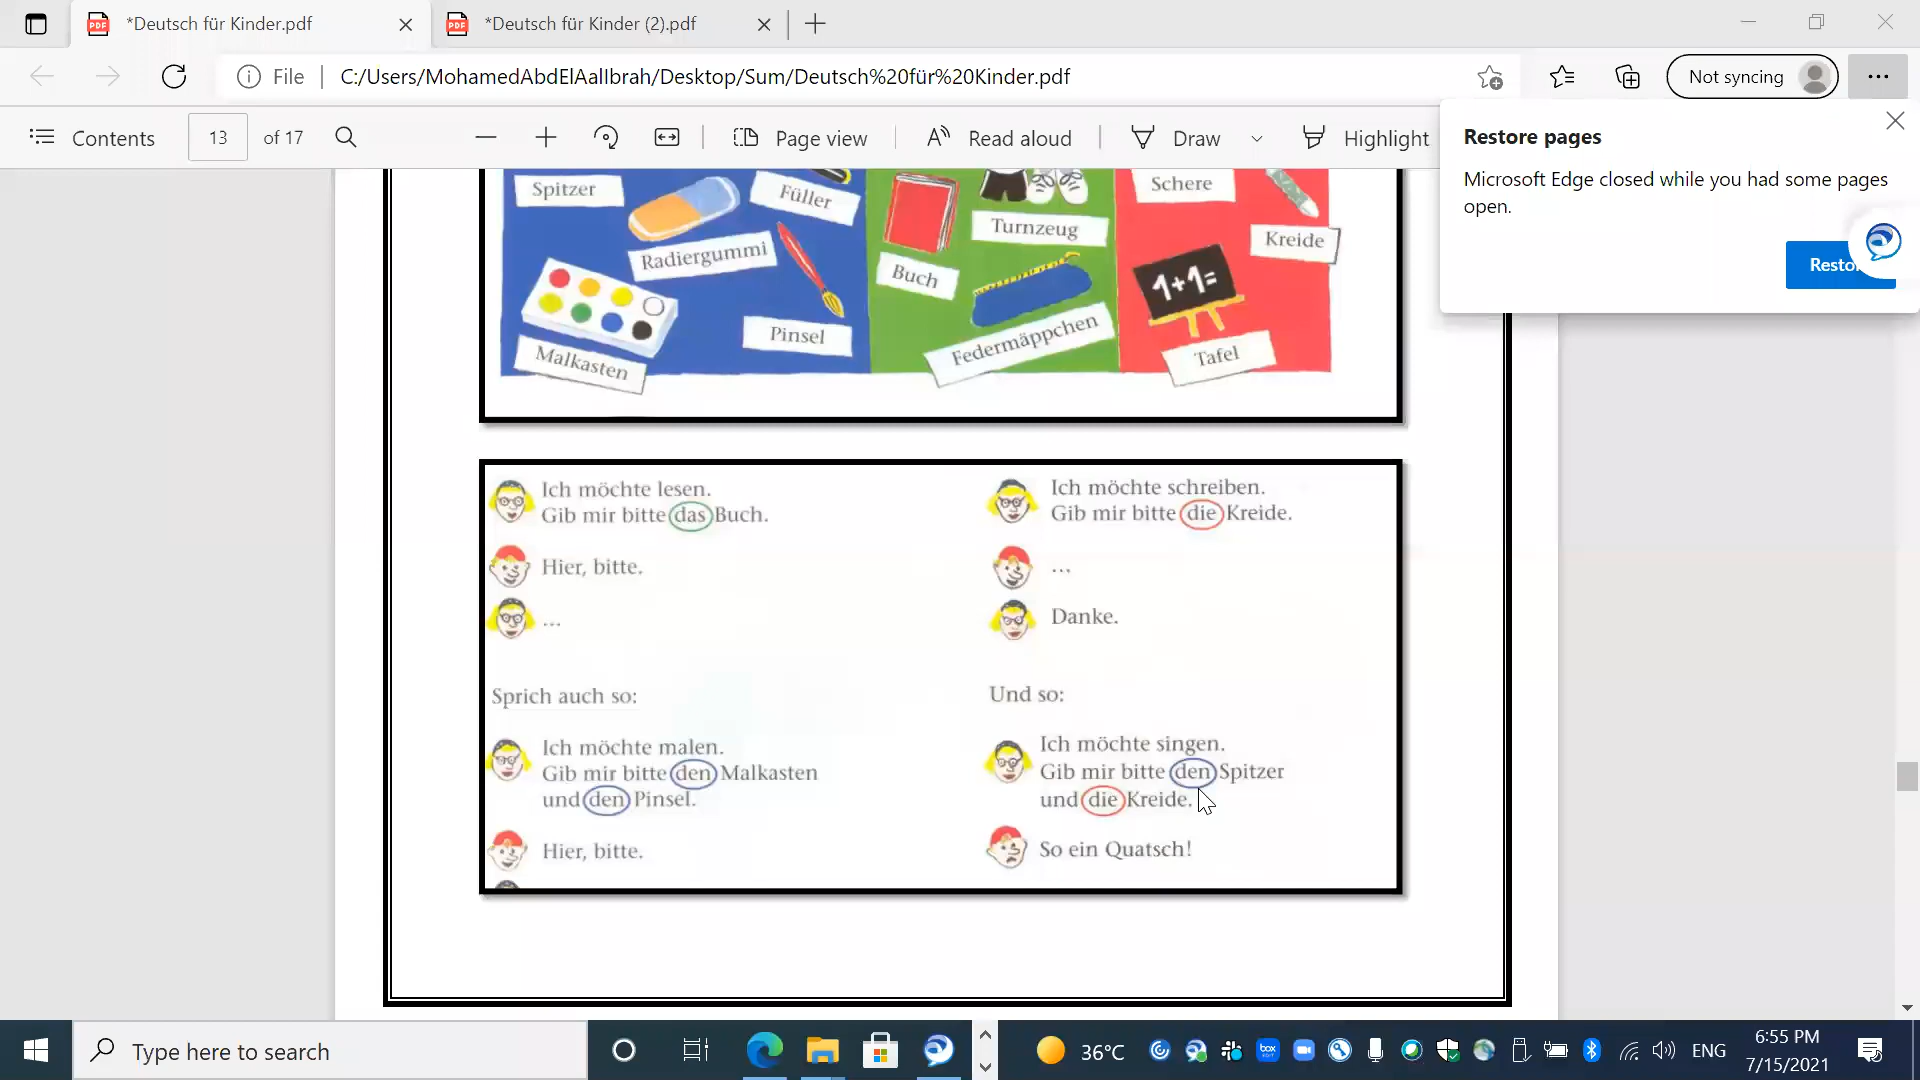 *Deutsch für Kinder.pdf
*Deutsch für Kinder (2).pdf
File
C:/Users/MohamedAbdElAalIbrah/Desktop/Sum/Deutsch%20für%20Kinder.pdf
Not syncing
Contents
13
of 17
Page view
Read aloud
Draw
Highlight
Restore pages
Microsoft Edge closed while you had some pages
open.
Spitzer
Füller
Radiergummi
Malkasten
Pinsel
Buch
Turnzeug
Federmäppchen
Schere
Kreide
1+1=
Tafel
Ich möchte lesen.
Gib mir bitte das Buch.
Hier, bitte.
...
Sprich auch so:
Ich möchte malen.
Gib mir bitte den Malkasten
und den Pinsel.
Hier, bitte.
Ich möchte schreiben.
Gib mir bitte die Kreide.
...
Danke.
Und so:
Ich möchte singen.
Gib mir bitte den Spitzer
und die Kreide.
So ein Quatsch!
Type here to search
36°C
box
ENG
6:55 PM
7/15/2021